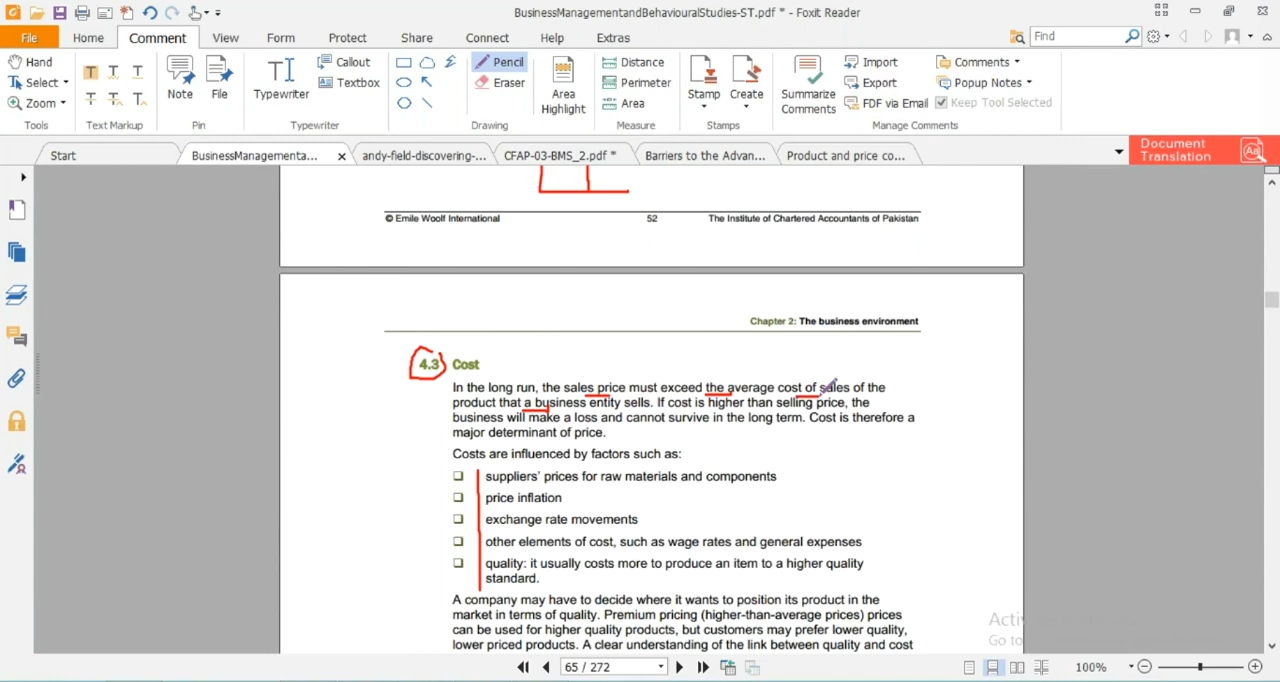 BusinessManagementandBehaviouralStudies-ST.pdf * - Foxit Reader
File Home Comment View Form Protect Share Connect Help Extras
Find
Hand
Select
Zoom
Tools
T T T
T T T
Text Markup
Note File
Pin
Typewriter
Callout
Textbox
Typewriter
Pencil
Eraser
Drawing
Area
Highlight
Distance
Perimeter
Area
Measure
Stamp Create
Stamps
Summarize
Comments
Import
Export
FDF via Email
Comments
Popup Notes
Keep Tool Selected
Manage Comments
Start
BusinessManagementa...
andy-field-discovering-...
CFAP-03-BMS_2.pdf *
Barriers to the Advan...
Product and price co...
Document
Translation
© Emile Woolf International 52 The Institute of Chartered Accountants of Pakistan
Chapter 2: The business environment
4.3 Cost
In the long run, the sales price must exceed the average cost of sales of the
product that a business entity sells. If cost is higher than selling price, the
business will make a loss and cannot survive in the long term. Cost is therefore a
major determinant of price.
Costs are influenced by factors such as:
suppliers' prices for raw materials and components
price inflation
exchange rate movements
other elements of cost, such as wage rates and general expenses
quality: it usually costs more to produce an item to a higher quality
standard.
A company may have to decide where it wants to position its product in the
market in terms of quality. Premium pricing (higher-than-average prices) prices
can be used for higher quality products, but customers may prefer lower quality,
lower priced products. A clear understanding of the link between quality and cost
Go to
65 / 272
100%